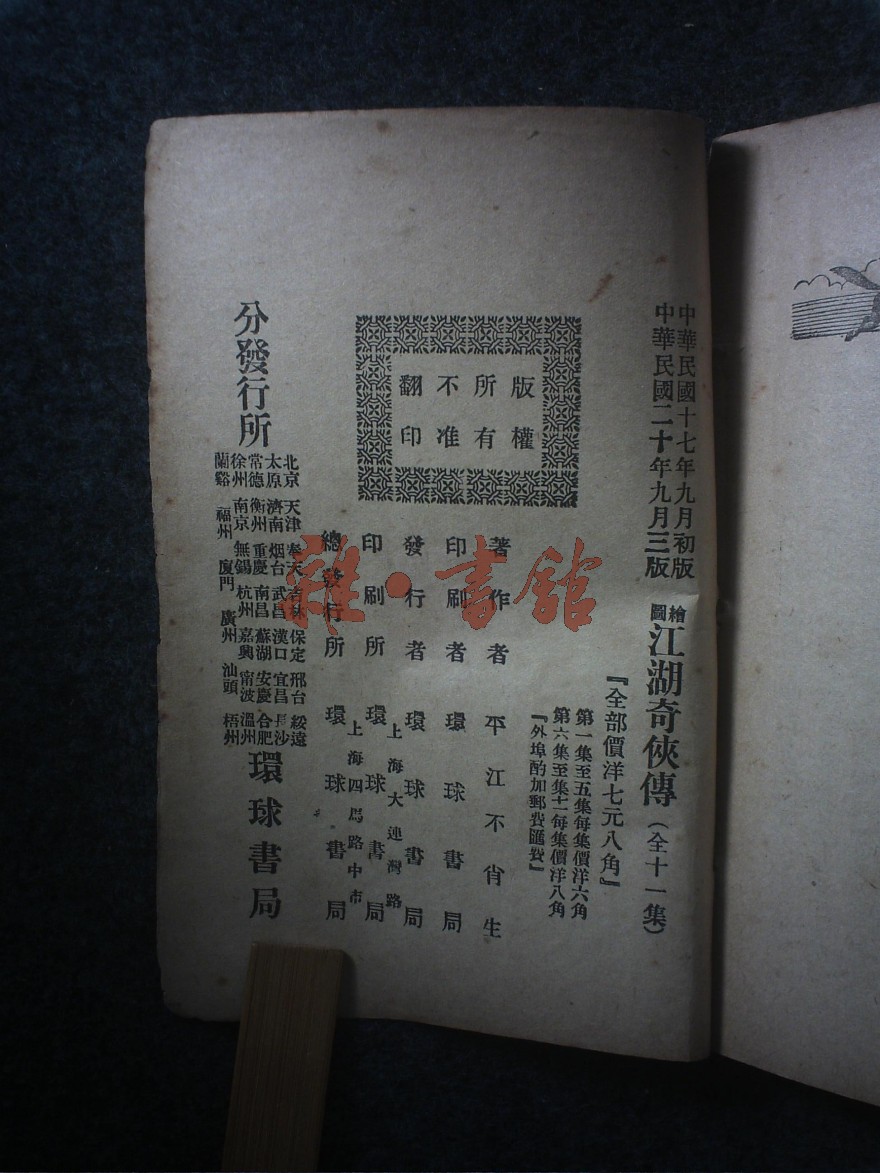 中華民國十七年九月初版
中華民國二十年九月三版
繪圖江湖奇俠傳（全十一集）
『全部價洋七元八角』
第一集至五集每集價洋六角
第六集至集十一每集價洋八角
『外埠酌加郵費匯費』
版權
所有
不准
翻印
著作者 平江不肖生
印刷者 環球書局
發行者 環球書局
上海大連灣路
印刷所 環球書局
上海四馬路中市
總發行所 環球書局
分發行所
北京 天津 奉天 吉林 保定 邢台 綏遠
太原 濟南 烟台 武昌 漢口 宜昌 長沙
常德 衡州 重慶 南昌 蘇湖 安慶 合肥
徐州 南京 無錫 杭州 嘉興 甯波 溫州
蘭谿 福州 廈門 廣州 汕頭 梧州
環球書局
雜·書館